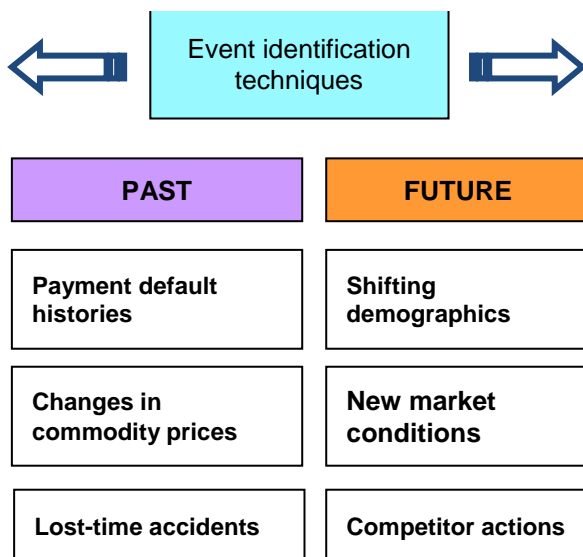 Event identification
techniques
PAST
FUTURE
Payment default
histories
Shifting
demographics
Changes in
commodity prices
New market
conditions
Lost-time accidents
Competitor actions